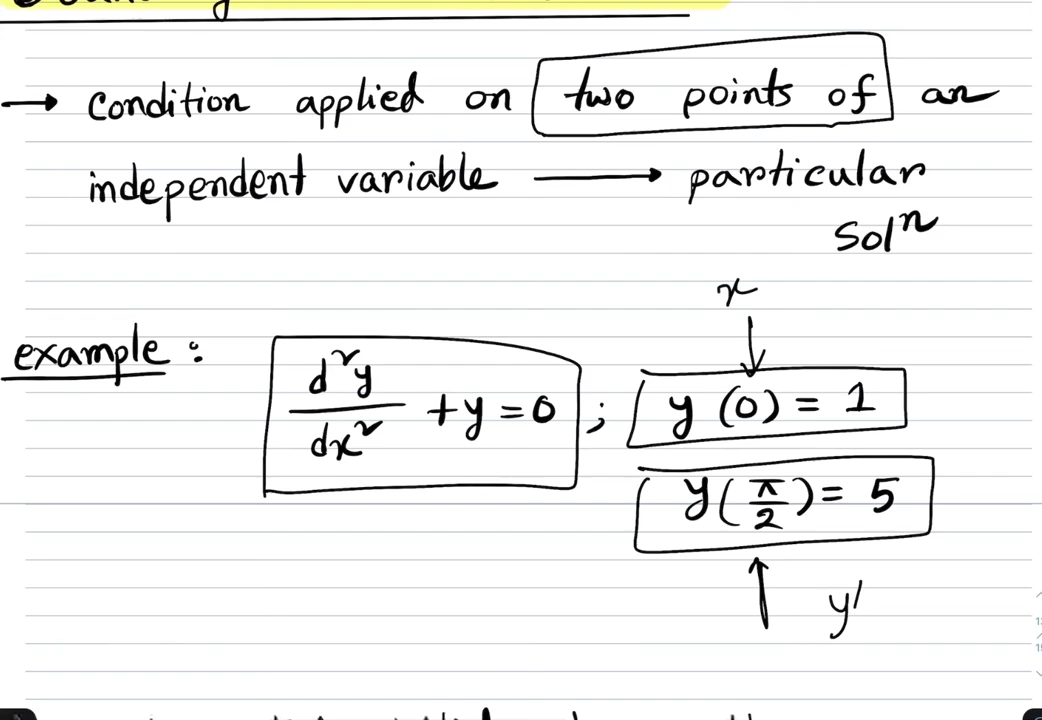 → Condition applied on two points of an
independent variable → particular
Solⁿ
x
example : d²y/dx² + y = 0 ; y(0) = 1
y(π/2) = 5
y'